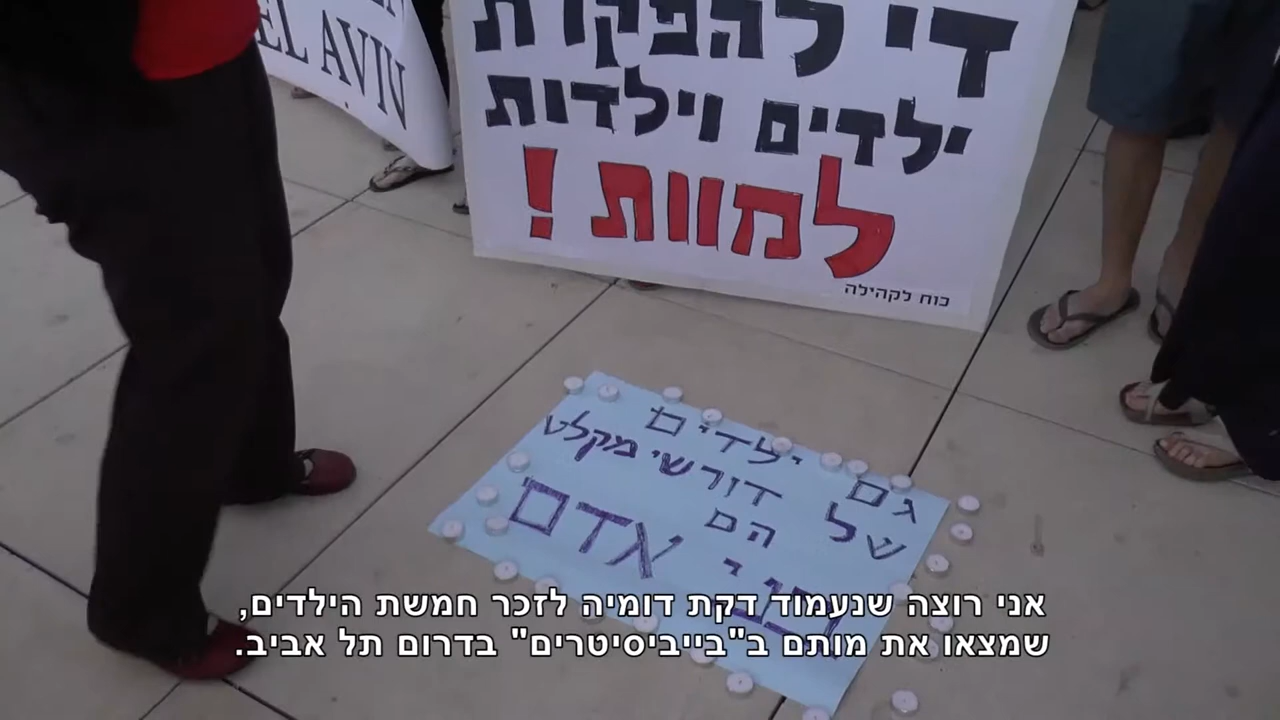 EL AVIV
די להפקרת
ילדים וילדות
למוות!
כוח לקהילה
גם ילדים
של דורשי מקלט
הם
בני אדם
אני רוצה שנעמוד דקת דומיה לזכר חמשת הילדים,
שמצאו את מותם ב"בייביסיטרים" בדרום תל אביב.